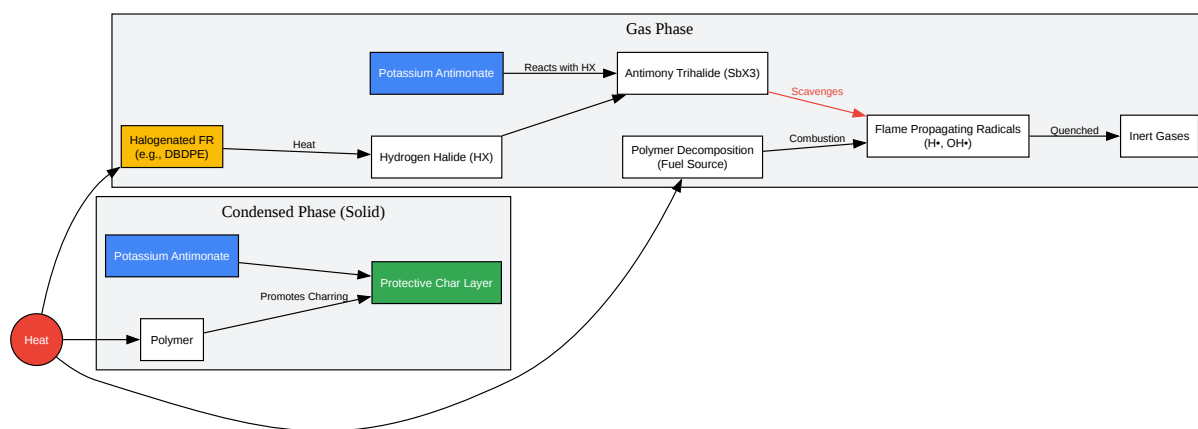 Gas Phase
Potassium Antimonate
Reacts with HX
Antimony Trihalide (SbX3)
Scavenges
Halogenated FR
(e.g., DBDPE)
Heat
Hydrogen Halide (HX)
Polymer Decomposition
(Fuel Source)
Combustion
Flame Propagating Radicals
(H•, OH•)
Quenched
Inert Gases
Condensed Phase (Solid)
Potassium Antimonate
Protective Char Layer
Promotes Charring
Polymer
Heat